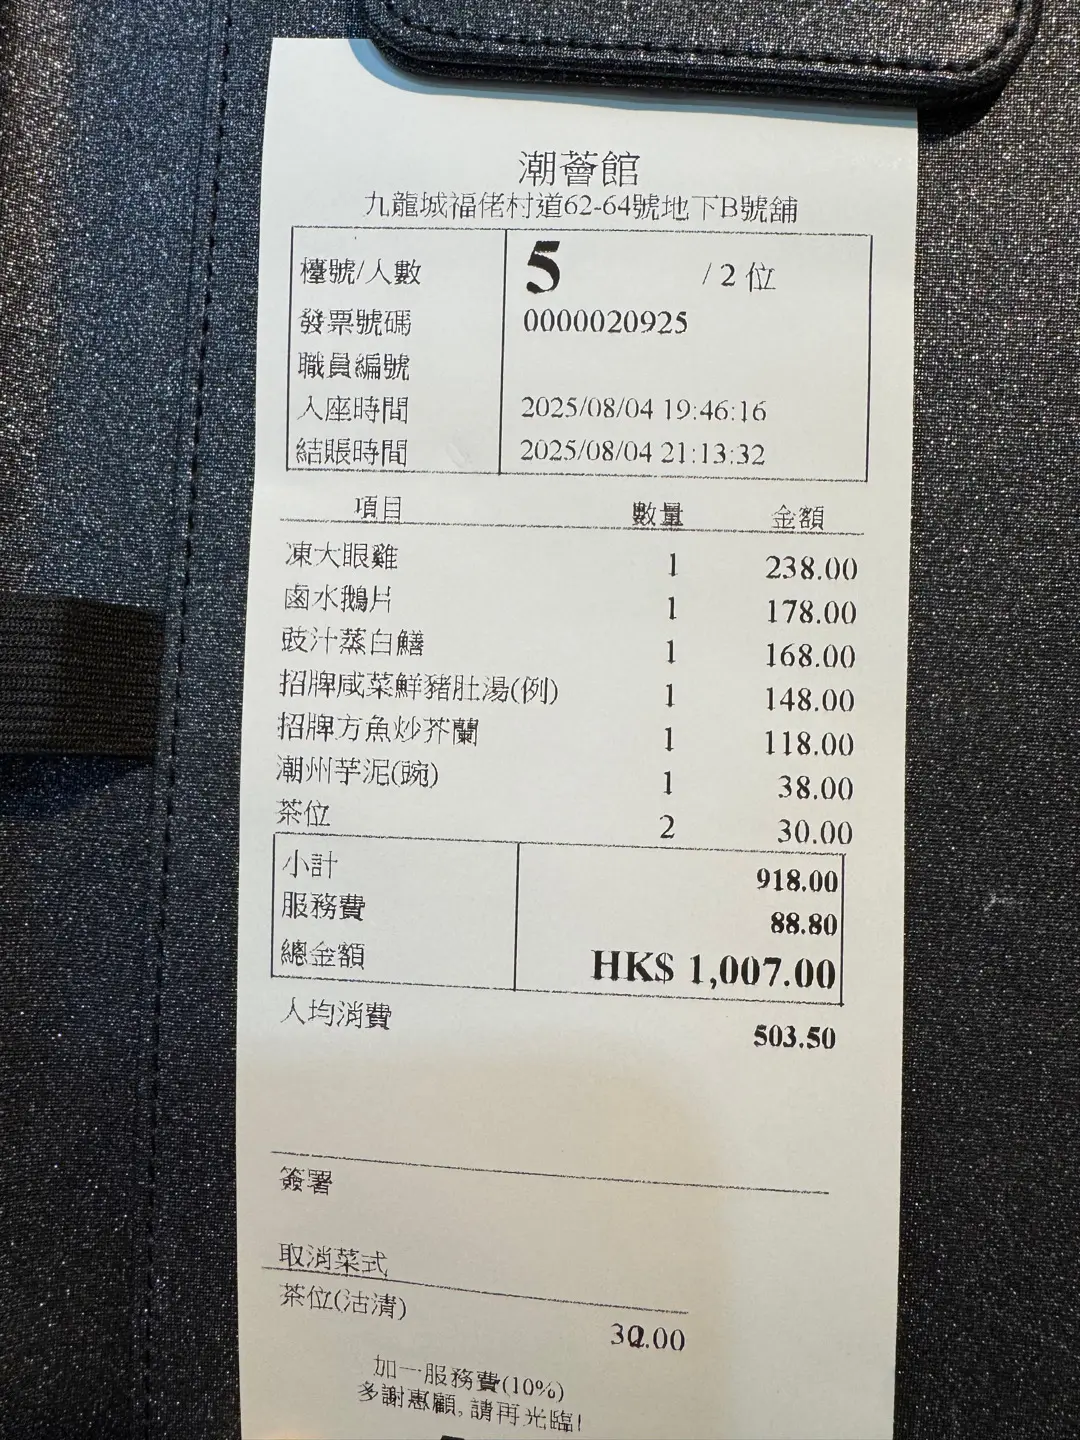 潮薈館
九龍城福佬村道62-64號地下B號舖
檯號/人數 5 / 2 位
發票號碼 0000020925
職員編號
入座時間 2025/08/04 19:46:16
結賬時間 2025/08/04 21:13:32
項目 數量 金額
凍大眼雞 1 238.00
鹵水鵝片 1 178.00
豉汁蒸白鱔 1 168.00
招牌咸菜鮮豬肚湯(例) 1 148.00
招牌方魚炒芥蘭 1 118.00
潮州芋泥(豌) 1 38.00
茶位 2 30.00
小計 918.00
服務費 88.80
總金額 HK$ 1,007.00
人均消費 503.50
簽署
取消菜式
茶位(沽清)
.00
加一服務費(10%)
多謝惠顧, 請再光臨!